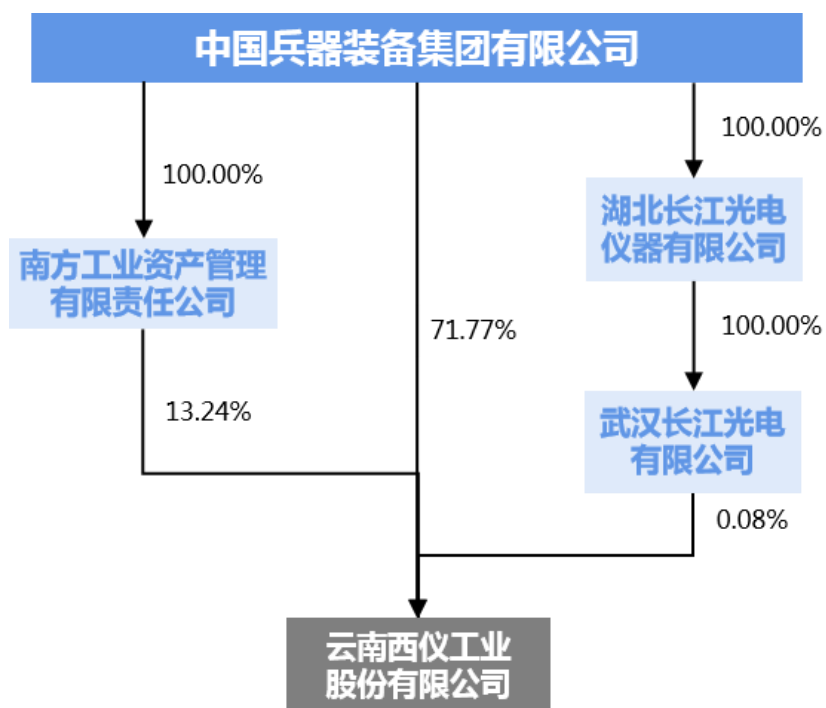 中国兵器装备集团有限公司
100.00%
100.00%
湖北长江光电
仪器有限公司
南方工业资产管理
有限责任公司
71.77%
100.00%
13.24%
武汉长江光电
有限公司
0.08%
云南西仪工业
股份有限公司